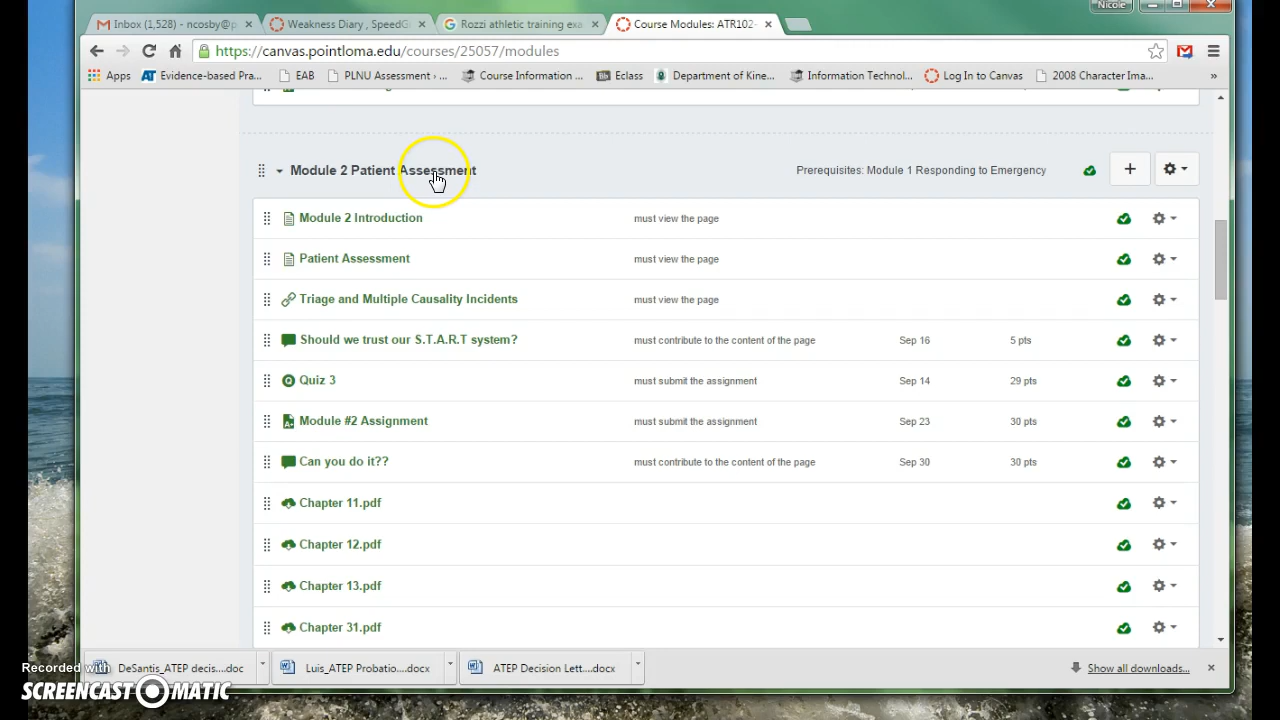 Nicole
Inbox (1,528) - ncosby@p
Weakness Diary , SpeedG
Rozzi athletic training exa
Course Modules: ATR102-
https://canvas.pointloma.edu/courses/25057/modules
Apps
Evidence-based Pra...
EAB
PLNU Assessment › ...
Course Information ...
Eclass
Department of Kine...
Information Technol...
Log In to Canvas
2008 Character Ima...
»
Module 2 Patient Assessment
Prerequisites: Module 1 Responding to Emergency
Module 2 Introduction must view the page
Patient Assessment must view the page
Triage and Multiple Causality Incidents must view the page
Should we trust our S.T.A.R.T system? must contribute to the content of the page Sep 16 5 pts
Quiz 3 must submit the assignment Sep 14 29 pts
Module #2 Assignment must submit the assignment Sep 23 30 pts
Can you do it?? must contribute to the content of the page Sep 30 30 pts
Chapter 11.pdf
Chapter 12.pdf
Chapter 13.pdf
Chapter 31.pdf
DeSantis_ATEP decis....doc
Luis_ATEP Probatio....docx
ATEP Decision Lett....docx
Show all downloads...
Recorded with
SCREENCAST MATIC